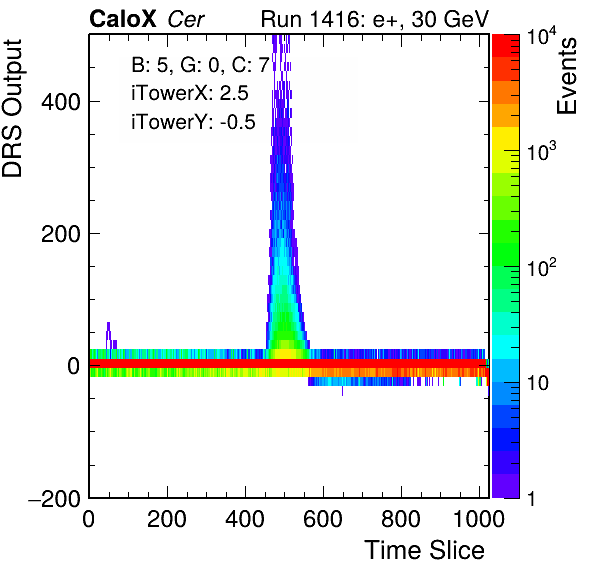 CaloX Cer Run 1416: e+, 30 GeV
B: 5, G: 0, C: 7
iTowerX: 2.5
iTowerY: -0.5
DRS Output
400
200
0
−200
0 200 400 600 800 1000
Time Slice
Events
10^4
10^3
10^2
10
1